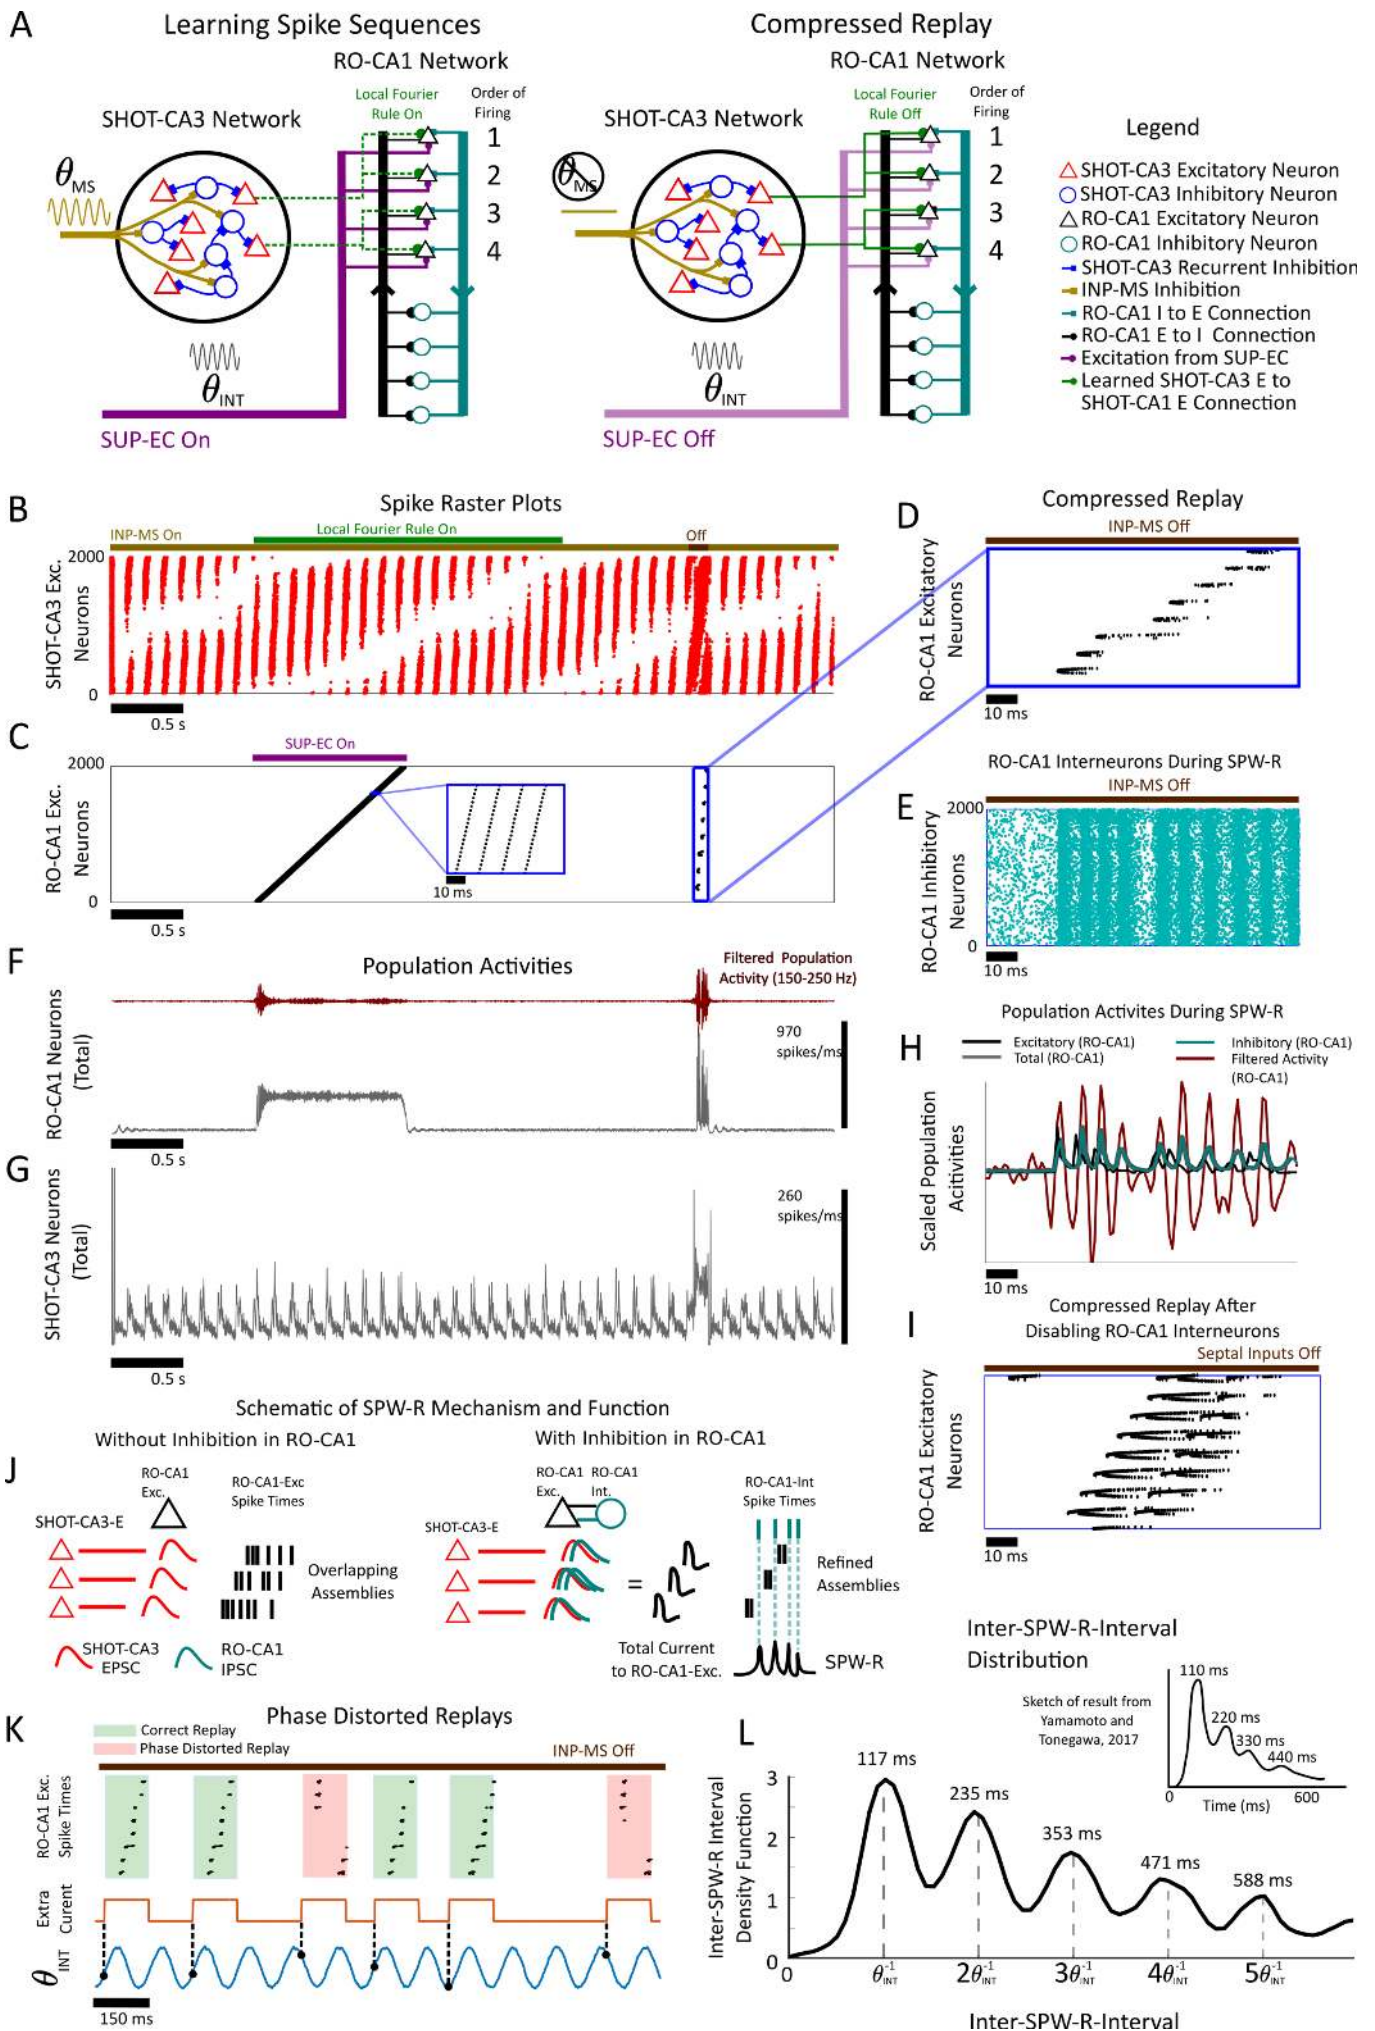 A
Learning Spike Sequences
Compressed Replay
RO-CA1 Network
RO-CA1 Network
Local Fourier
Rule On
Order of
Firing
Local Fourier
Rule Off
Order of
Firing
SHOT-CA3 Network
SHOT-CA3 Network
θMS
θMS
1
2
3
4
1
2
3
4
θINT
θINT
SUP-EC On
SUP-EC Off
Legend
SHOT-CA3 Excitatory Neuron
SHOT-CA3 Inhibitory Neuron
RO-CA1 Excitatory Neuron
RO-CA1 Inhibitory Neuron
SHOT-CA3 Recurrent Inhibition
INP-MS Inhibition
RO-CA1 I to E Connection
RO-CA1 E to I Connection
Excitation from SUP-EC
Learned SHOT-CA3 E to
SHOT-CA1 E Connection
B
Spike Raster Plots
INP-MS On
Local Fourier Rule On
Off
2000
SHOT-CA3 Exc.
Neurons
0
0.5 s
C
SUP-EC On
2000
RO-CA1 Exc.
Neurons
0
10 ms
0.5 s
D
Compressed Replay
INP-MS Off
RO-CA1 Excitatory
Neurons
10 ms
E
RO-CA1 Interneurons During SPW-R
INP-MS Off
2000
RO-CA1 Inhibitory
Neurons
0
10 ms
F
Population Activities
Filtered Population
Activity (150-250 Hz)
RO-CA1 Neurons
(Total)
970
spikes/ms
0.5 s
G
SHOT-CA3 Neurons
(Total)
260
spikes/ms
0.5 s
H
Population Activites During SPW-R
Excitatory (RO-CA1)
Total (RO-CA1)
Inhibitory (RO-CA1)
Filtered Activity
(RO-CA1)
Scaled Population
Acitivities
10 ms
I
Compressed Replay After
Disabling RO-CA1 Interneurons
Septal Inputs Off
RO-CA1 Excitatory
Neurons
10 ms
J
Schematic of SPW-R Mechanism and Function
Without Inhibition in RO-CA1
With Inhibition in RO-CA1
RO-CA1
Exc.
RO-CA1-Exc
Spike Times
SHOT-CA3-E
Overlapping
Assemblies
SHOT-CA3
EPSC
RO-CA1
IPSC
RO-CA1
Exc.
RO-CA1
Int.
RO-CA1-Int
Spike Times
SHOT-CA3-E
=
Refined
Assemblies
Total Current
to RO-CA1-Exc.
SPW-R
K
Phase Distorted Replays
Correct Replay
Phase Distorted Replay
INP-MS Off
RO-CA1 Exc.
Spike Times
Extra
Curent
θINT
150 ms
L
Inter-SPW-R-Interval
Distribution
Sketch of result from
Yamamoto and
Tonegawa, 2017
110 ms
220 ms
330 ms
440 ms
0
600
Time (ms)
117 ms
235 ms
353 ms
471 ms
588 ms
Inter-SPW-R Interval
Density Function
3
2
1
0
0
θ-1INT
2θ-1INT
3θ-1INT
4θ-1INT
5θ-1INT
Inter-SPW-R-Interval